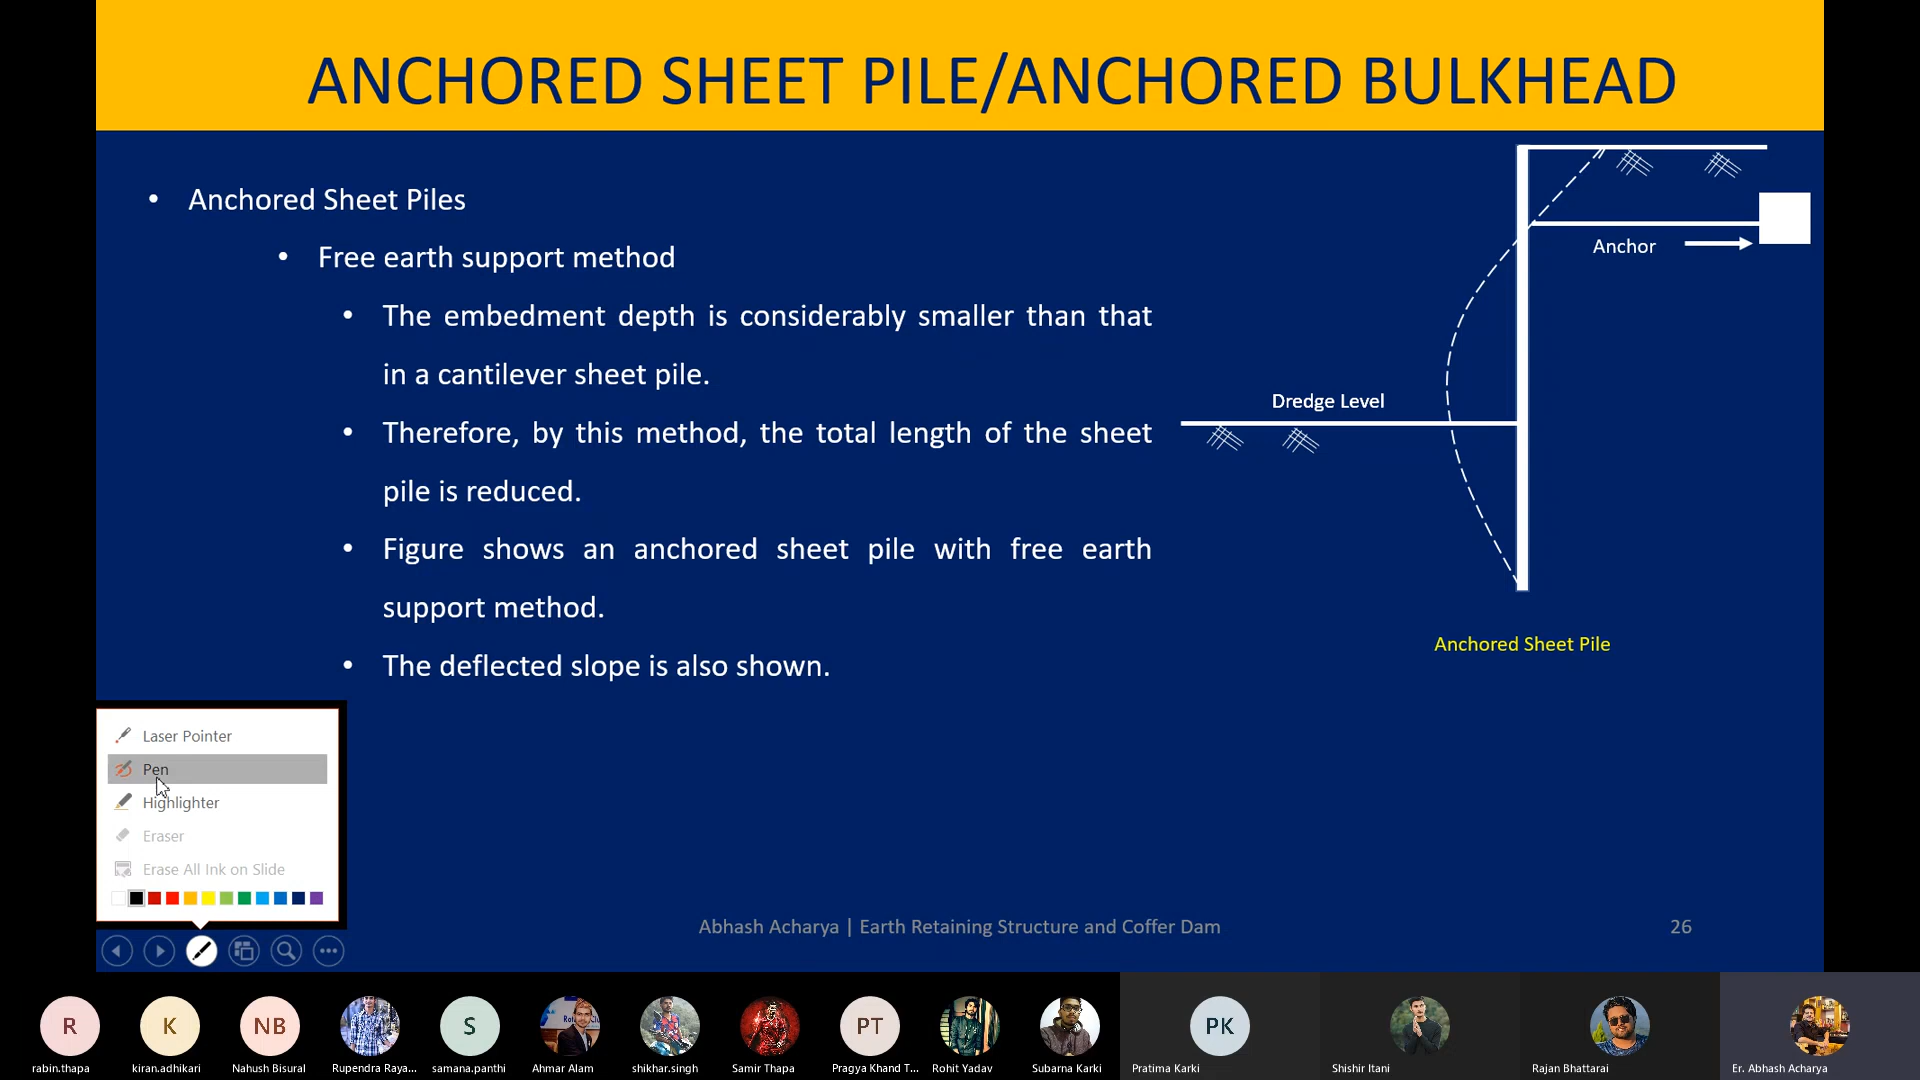 ANCHORED SHEET PILE/ANCHORED BULKHEAD
• Anchored Sheet Piles
• Free earth support method
• The embedment depth is considerably smaller than that
in a cantilever sheet pile.
• Therefore, by this method, the total length of the sheet
pile is reduced.
• Figure shows an anchored sheet pile with free earth
support method.
• The deflected slope is also shown.
Anchor
Dredge Level
Anchored Sheet Pile
Laser Pointer
Pen
Highlighter
Eraser
Erase All Ink on Slide
Abhash Acharya | Earth Retaining Structure and Coffer Dam
26
R
K
NB
S
PT
PK
rabin.thapa
kiran.adhikari
Nahush Bisural
Rupendra Raya...
samana.panthi
Ahmar Alam
shikhar.singh
Samir Thapa
Pragya Khand T...
Rohit Yadav
Subarna Karki
Pratima Karki
Shishir Itani
Rajan Bhattarai
Er. Abhash Acharya